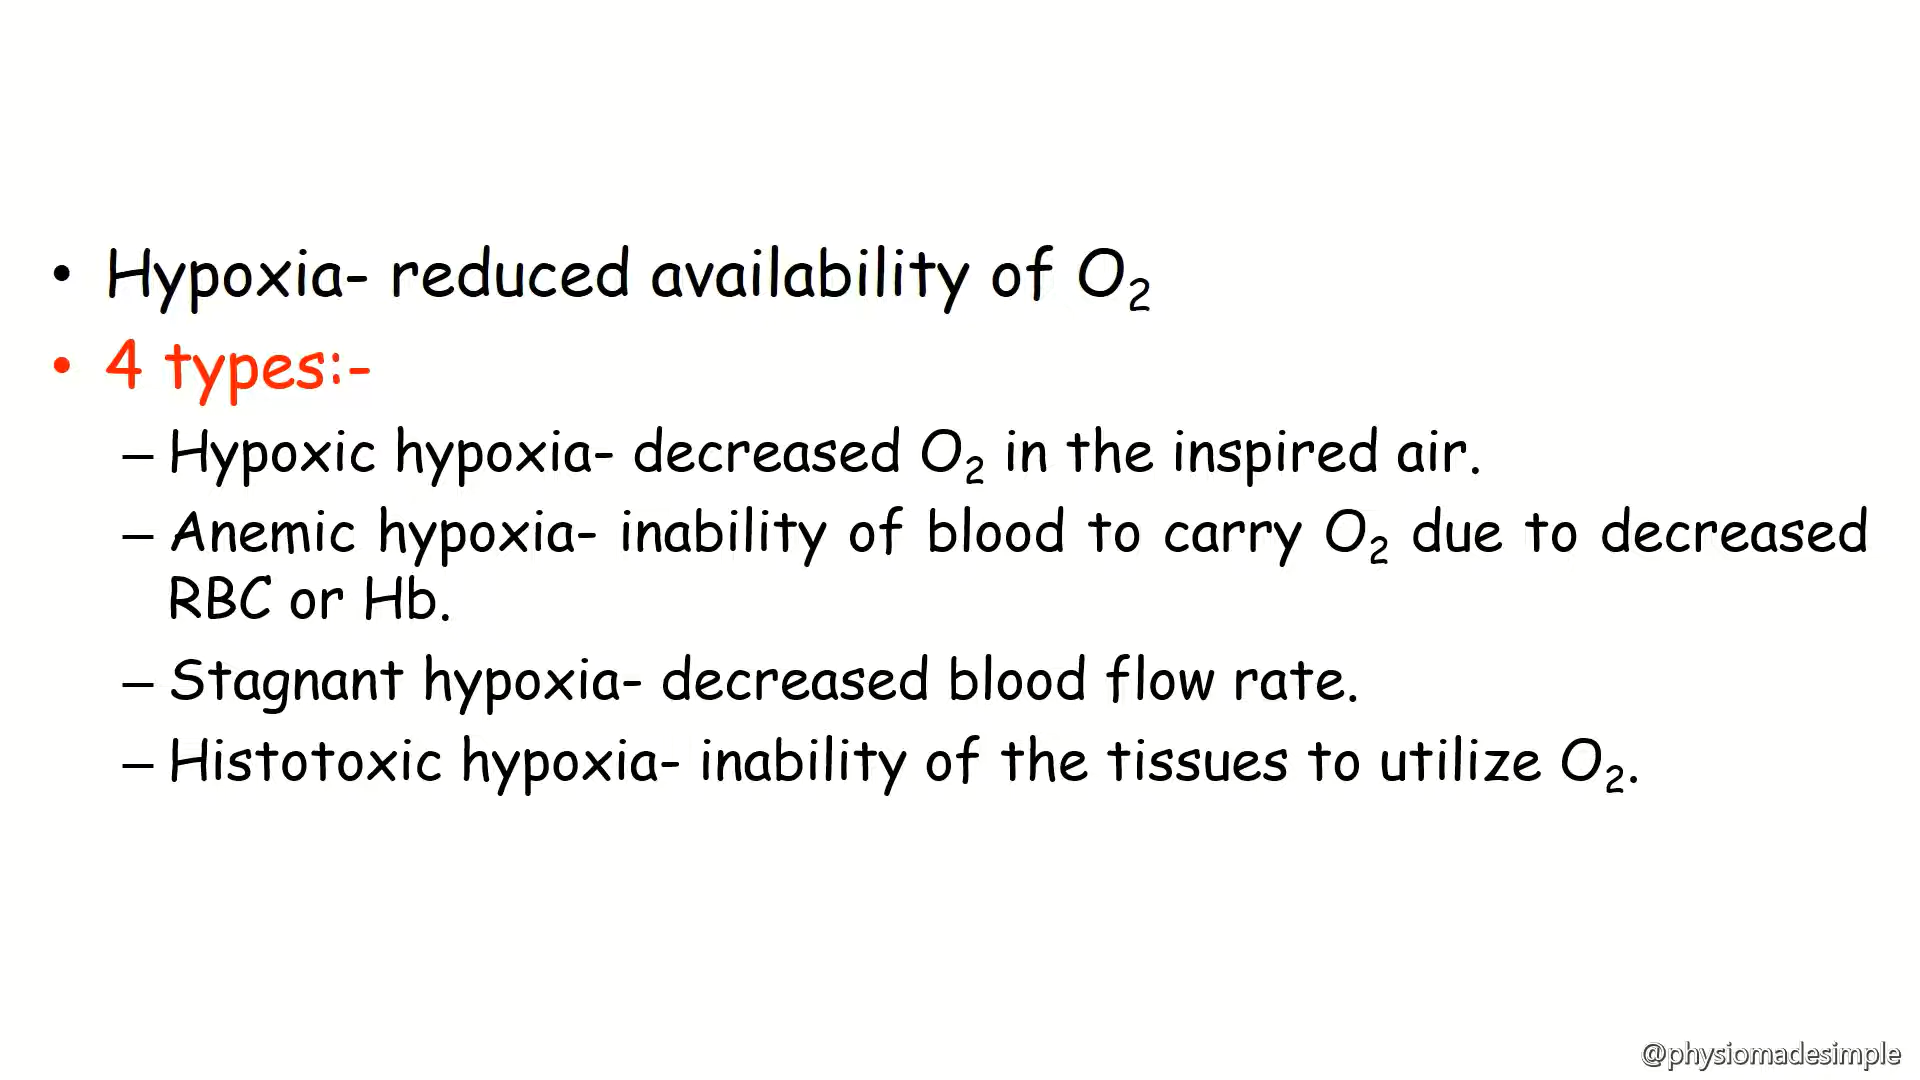 • Hypoxia- reduced availability of O₂
• 4 types:-
– Hypoxic hypoxia- decreased O₂ in the inspired air.
– Anemic hypoxia- inability of blood to carry O₂ due to decreased
RBC or Hb.
– Stagnant hypoxia- decreased blood flow rate.
– Histotoxic hypoxia- inability of the tissues to utilize O₂.
@physiomadesimple